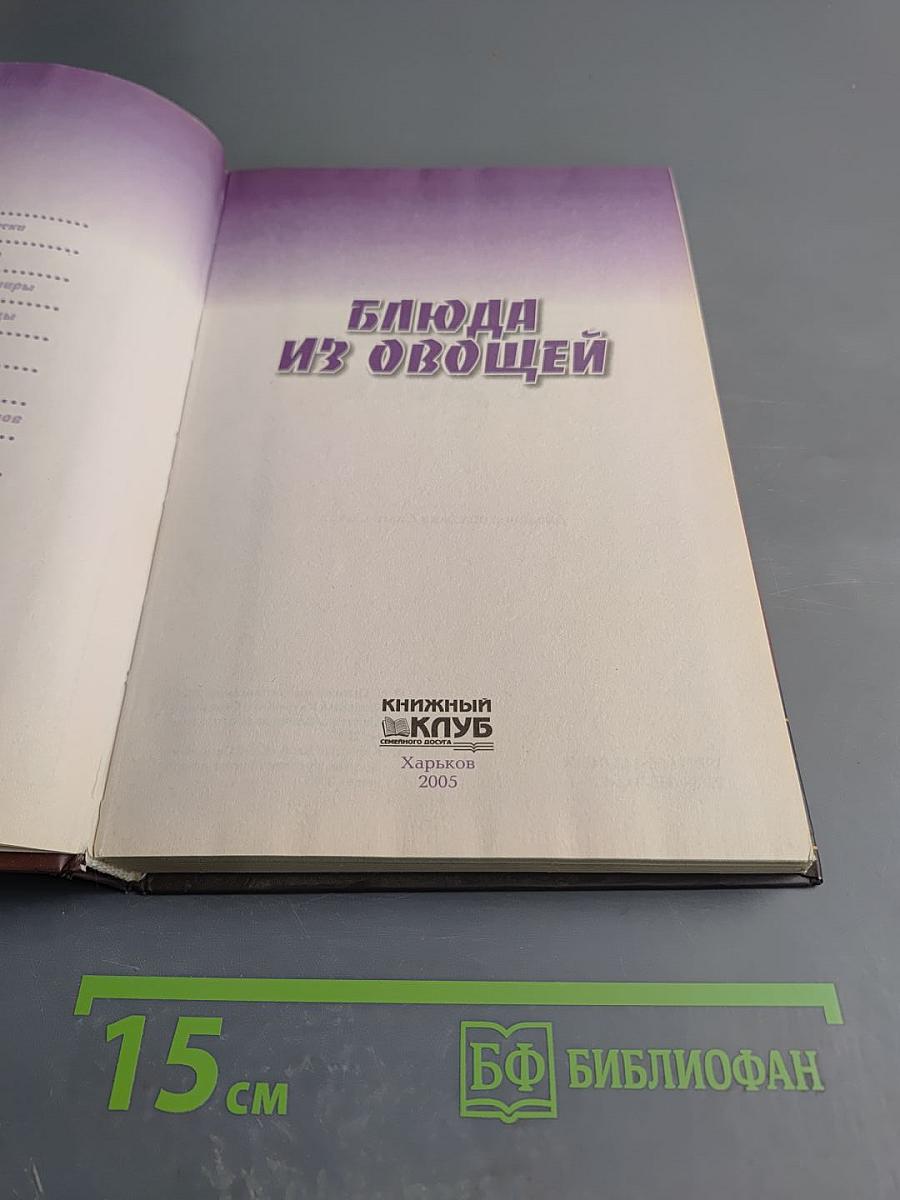 БЛЮДА
ИЗ ОВОЩЕЙ
КНИЖНЫЙ
КЛУБ
СЕМЕЙНОГО ДОСУГА
Харьков
2005
15 см
БФ БИБЛИОФАН